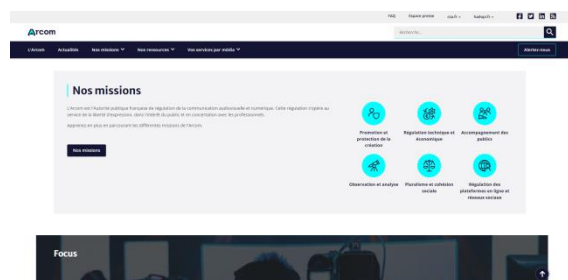 FAQ Espace presse csa.fr hadopi.fr
Arcom
Recherche...
L'Arcom Actualités Nos missions Nos ressources Vos services par média Alertez-nous
Nos missions
L'Arcom est l'Autorité publique française de régulation de la communication audiovisuelle et numérique. Cette régulation s'opère au
service de la liberté d'expression, dans l'intérêt du public et en concertation avec les professionnels.
Apprenez-en plus en parcourant les différentes missions de l'Arcom.
Nos missions
Promotion et
protection de la
création
Régulation technique et
économique
Accompagnement des
publics
Observation et analyse
Pluralisme et cohésion
sociale
Régulation des
plateformes en ligne et
réseaux sociaux
Focus